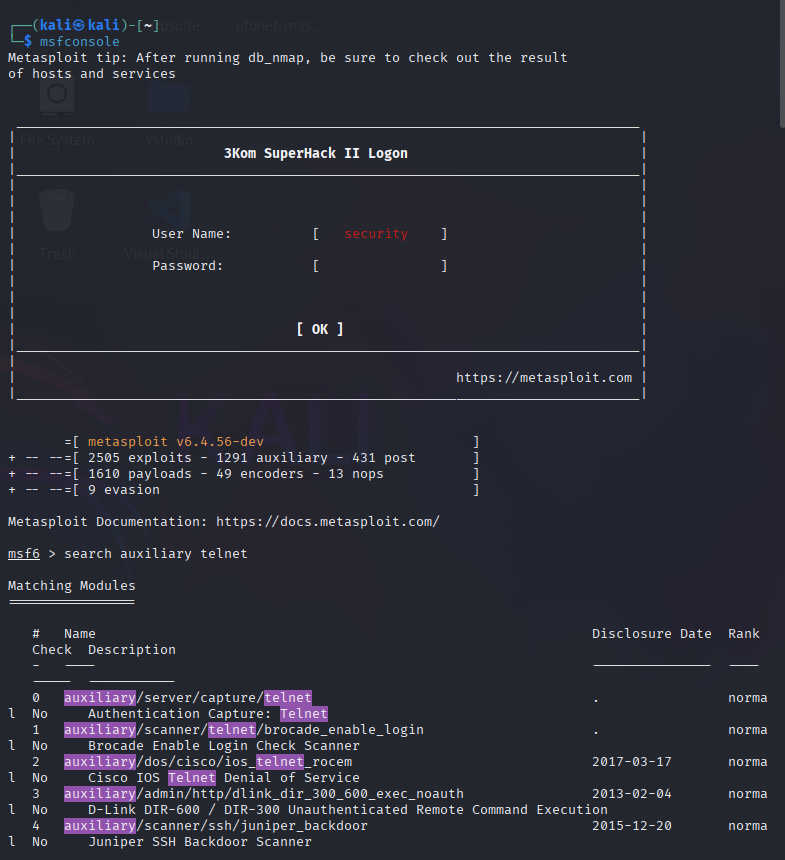 ┌──(kali㉿kali)-[~]
└─$ msfconsole
Metasploit tip: After running db_nmap, be sure to check out the result
of hosts and services
3Kom SuperHack II Logon
User Name: [ security ]
Password: [ ]
[ OK ]
https://metasploit.com
=[ metasploit v6.4.56-dev ]
+ -- --=[ 2505 exploits - 1291 auxiliary - 431 post ]
+ -- --=[ 1610 payloads - 49 encoders - 13 nops ]
+ -- --=[ 9 evasion ]
Metasploit Documentation: https://docs.metasploit.com/
msf6 > search auxiliary telnet
Matching Modules
================
# Name Disclosure Date Rank
Check Description
- ---- --------------- ----
----- -----------
0 auxiliary/server/capture/telnet . norma
l No Authentication Capture: Telnet
1 auxiliary/scanner/telnet/brocade_enable_login . norma
l No Brocade Enable Login Check Scanner
2 auxiliary/dos/cisco/ios_telnet_rocem 2017-03-17 norma
l No Cisco IOS Telnet Denial of Service
3 auxiliary/admin/http/dlink_dir_300_600_exec_noauth 2013-02-04 norma
l No D-Link DIR-600 / DIR-300 Unauthenticated Remote Command Execution
4 auxiliary/scanner/ssh/juniper_backdoor 2015-12-20 norma
l No Juniper SSH Backdoor Scanner
File System
vstudio
Trash
KALI